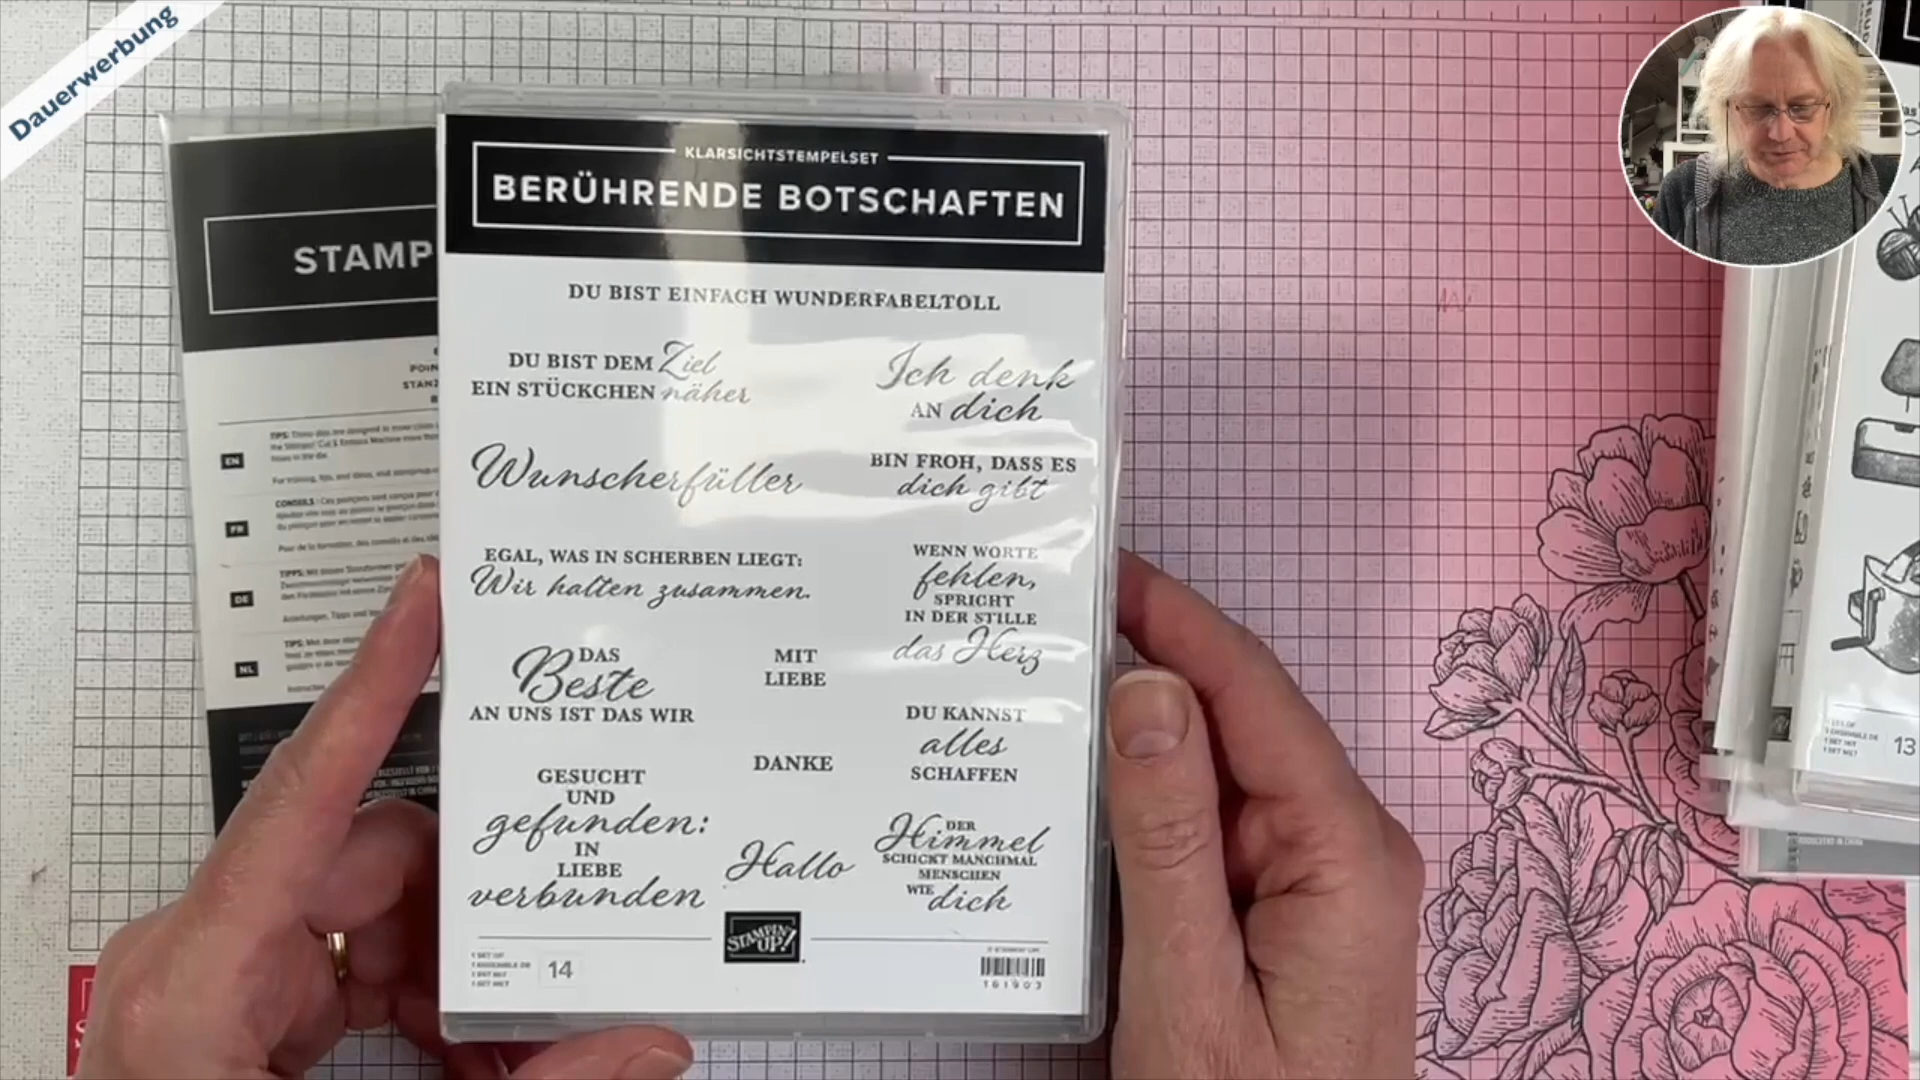 Dauerwerbung
KLARSICHTSTEMPELSET
BERÜHRENDE BOTSCHAFTEN
STAMP
DU BIST EINFACH WUNDERFABELTOLL
DU BIST DEM Ziel
EIN STÜCKCHEN näher
Ich denk
AN dich
Wunscherfüller
BIN FROH, DASS ES
dich gibt
EGAL, WAS IN SCHERBEN LIEGT:
Wir halten zusammen.
WENN WORTE
fehlen,
SPRICHT
IN DER STILLE
das Herz
DAS
Beste
AN UNS IST DAS WIR
MIT
LIEBE
DU KANNST
alles
SCHAFFEN
DANKE
GESUCHT
UND
gefunden:
IN
LIEBE
verbunden
Hallo
DER
Himmel
SCHICKT MANCHMAL
MENSCHEN
WIE dich
STAMPIN' UP!
14
161903
EN
FR
DE
NL
13